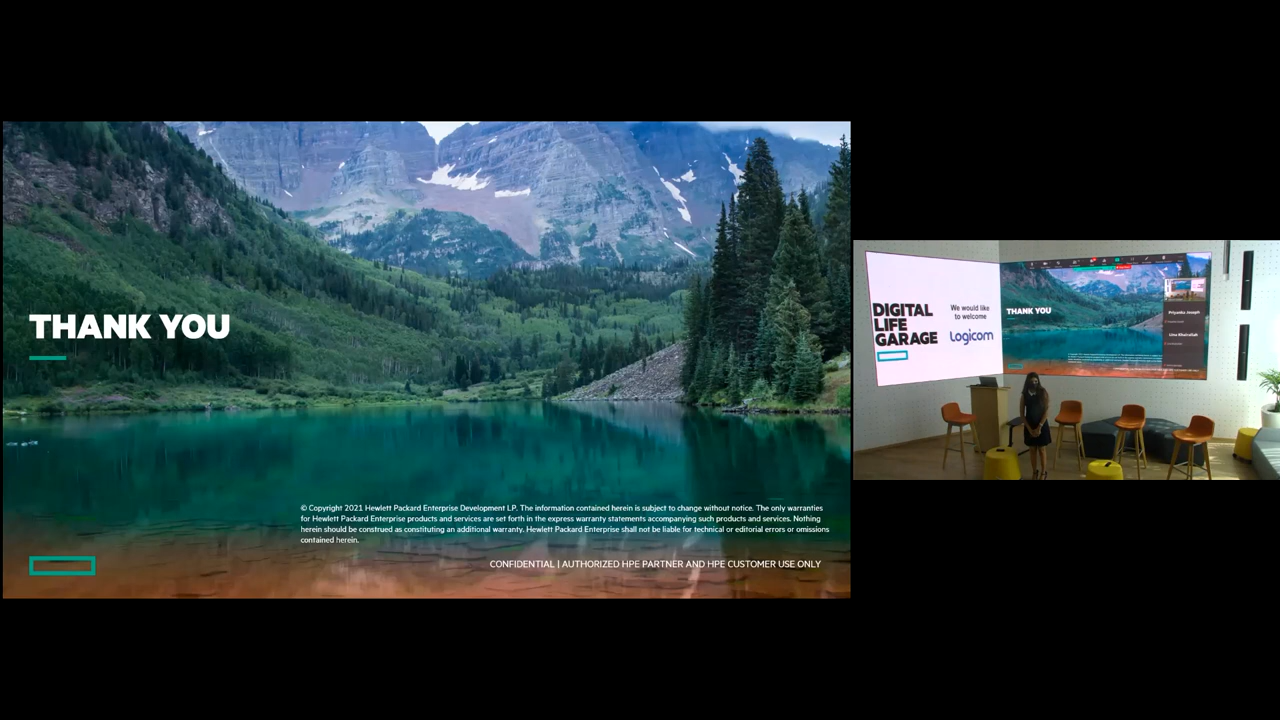 THANK YOU
© Copyright 2021 Hewlett Packard Enterprise Development LP. The information contained herein is subject to change without notice. The only warranties
for Hewlett Packard Enterprise products and services are set forth in the express warranty statements accompanying such products and services. Nothing
herein should be construed as constituting an additional warranty. Hewlett Packard Enterprise shall not be liable for technical or editorial errors or omissions
contained herein.
CONFIDENTIAL | AUTHORIZED HPE PARTNER AND HPE CUSTOMER USE ONLY
DIGITAL
LIFE
GARAGE
We would like
to welcome
Logicom
THANK YOU
Priyanka Joseph